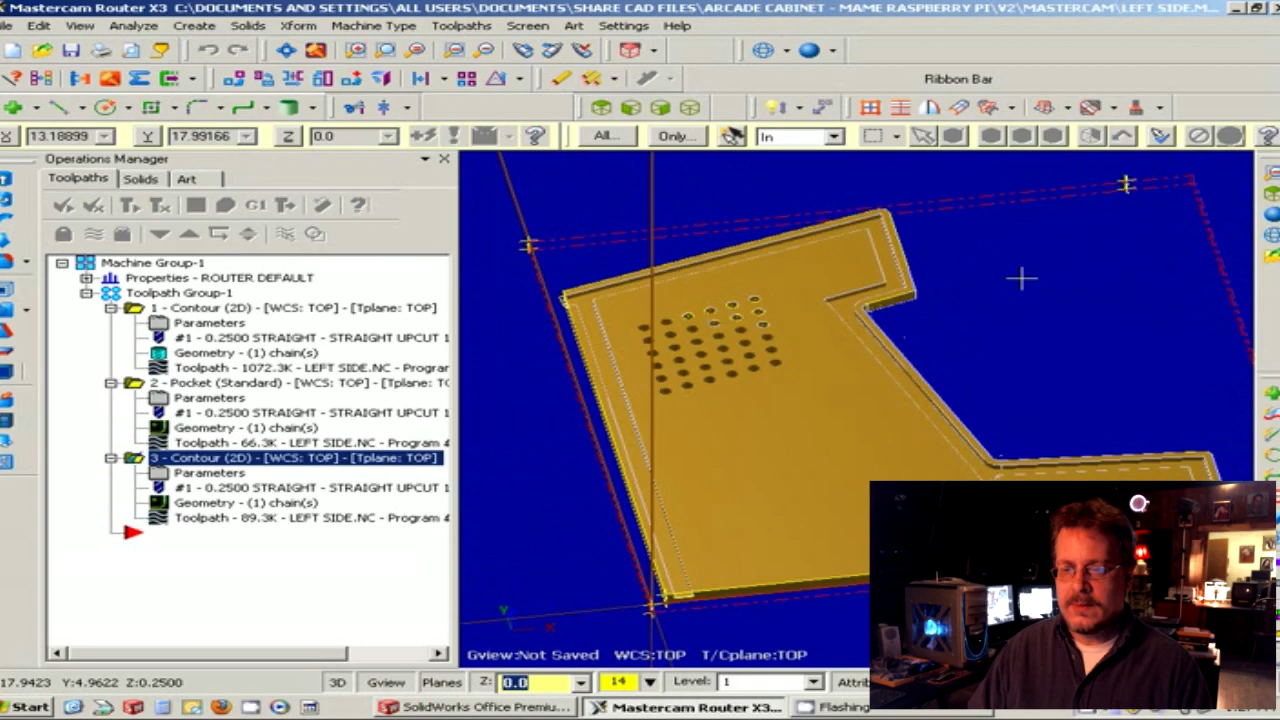 Mastercam Router X3 C:\DOCUMENTS AND SETTINGS\ALL USERS\DOCUMENTS\SHARE CAD FILES\ARCADE CABINET - MAME RASPBERRY PI\V2\MASTERCAM\LEFT SIDE.M...
ile Edit View Analyze Create Solids Xform Machine Type Toolpaths Screen Art Settings Help
Ribbon Bar
X 13.18899 Y 17.99166 Z 0.0 All... Only... In
Operations Manager
Toolpaths Solids Art
G1
Machine Group-1
Properties - ROUTER DEFAULT
Toolpath Group-1
1 - Contour (2D) - [WCS: TOP] - [Tplane: TOP]
Parameters
#1 - 0.2500 STRAIGHT - STRAIGHT UPCUT 1
Geometry - (1) chain(s)
Toolpath - 1072.3K - LEFT SIDE.NC - Progran
2 - Pocket (Standard) - [WCS: TOP] - [Tplane: TC
Parameters
#1 - 0.2500 STRAIGHT - STRAIGHT UPCUT 1
Geometry - (1) chain(s)
Toolpath - 66.3K - LEFT SIDE.NC - Program 4
3 - Contour (2D) - [WCS: TOP] - [Tplane: TOP]
Parameters
#1 - 0.2500 STRAIGHT - STRAIGHT UPCUT 1
Geometry - (1) chain(s)
Toolpath - 89.3K - LEFT SIDE.NC - Program 4
Y
X
Gview:Not Saved WCS:TOP T/Cplane:TOP
17.9423 Y:4.9622 Z:0.2500 3D Gview Planes Z: 0.0 14 Level: 1 Attrib
Start SolidWorks Office Premiu... Mastercam Router X3... Flashing